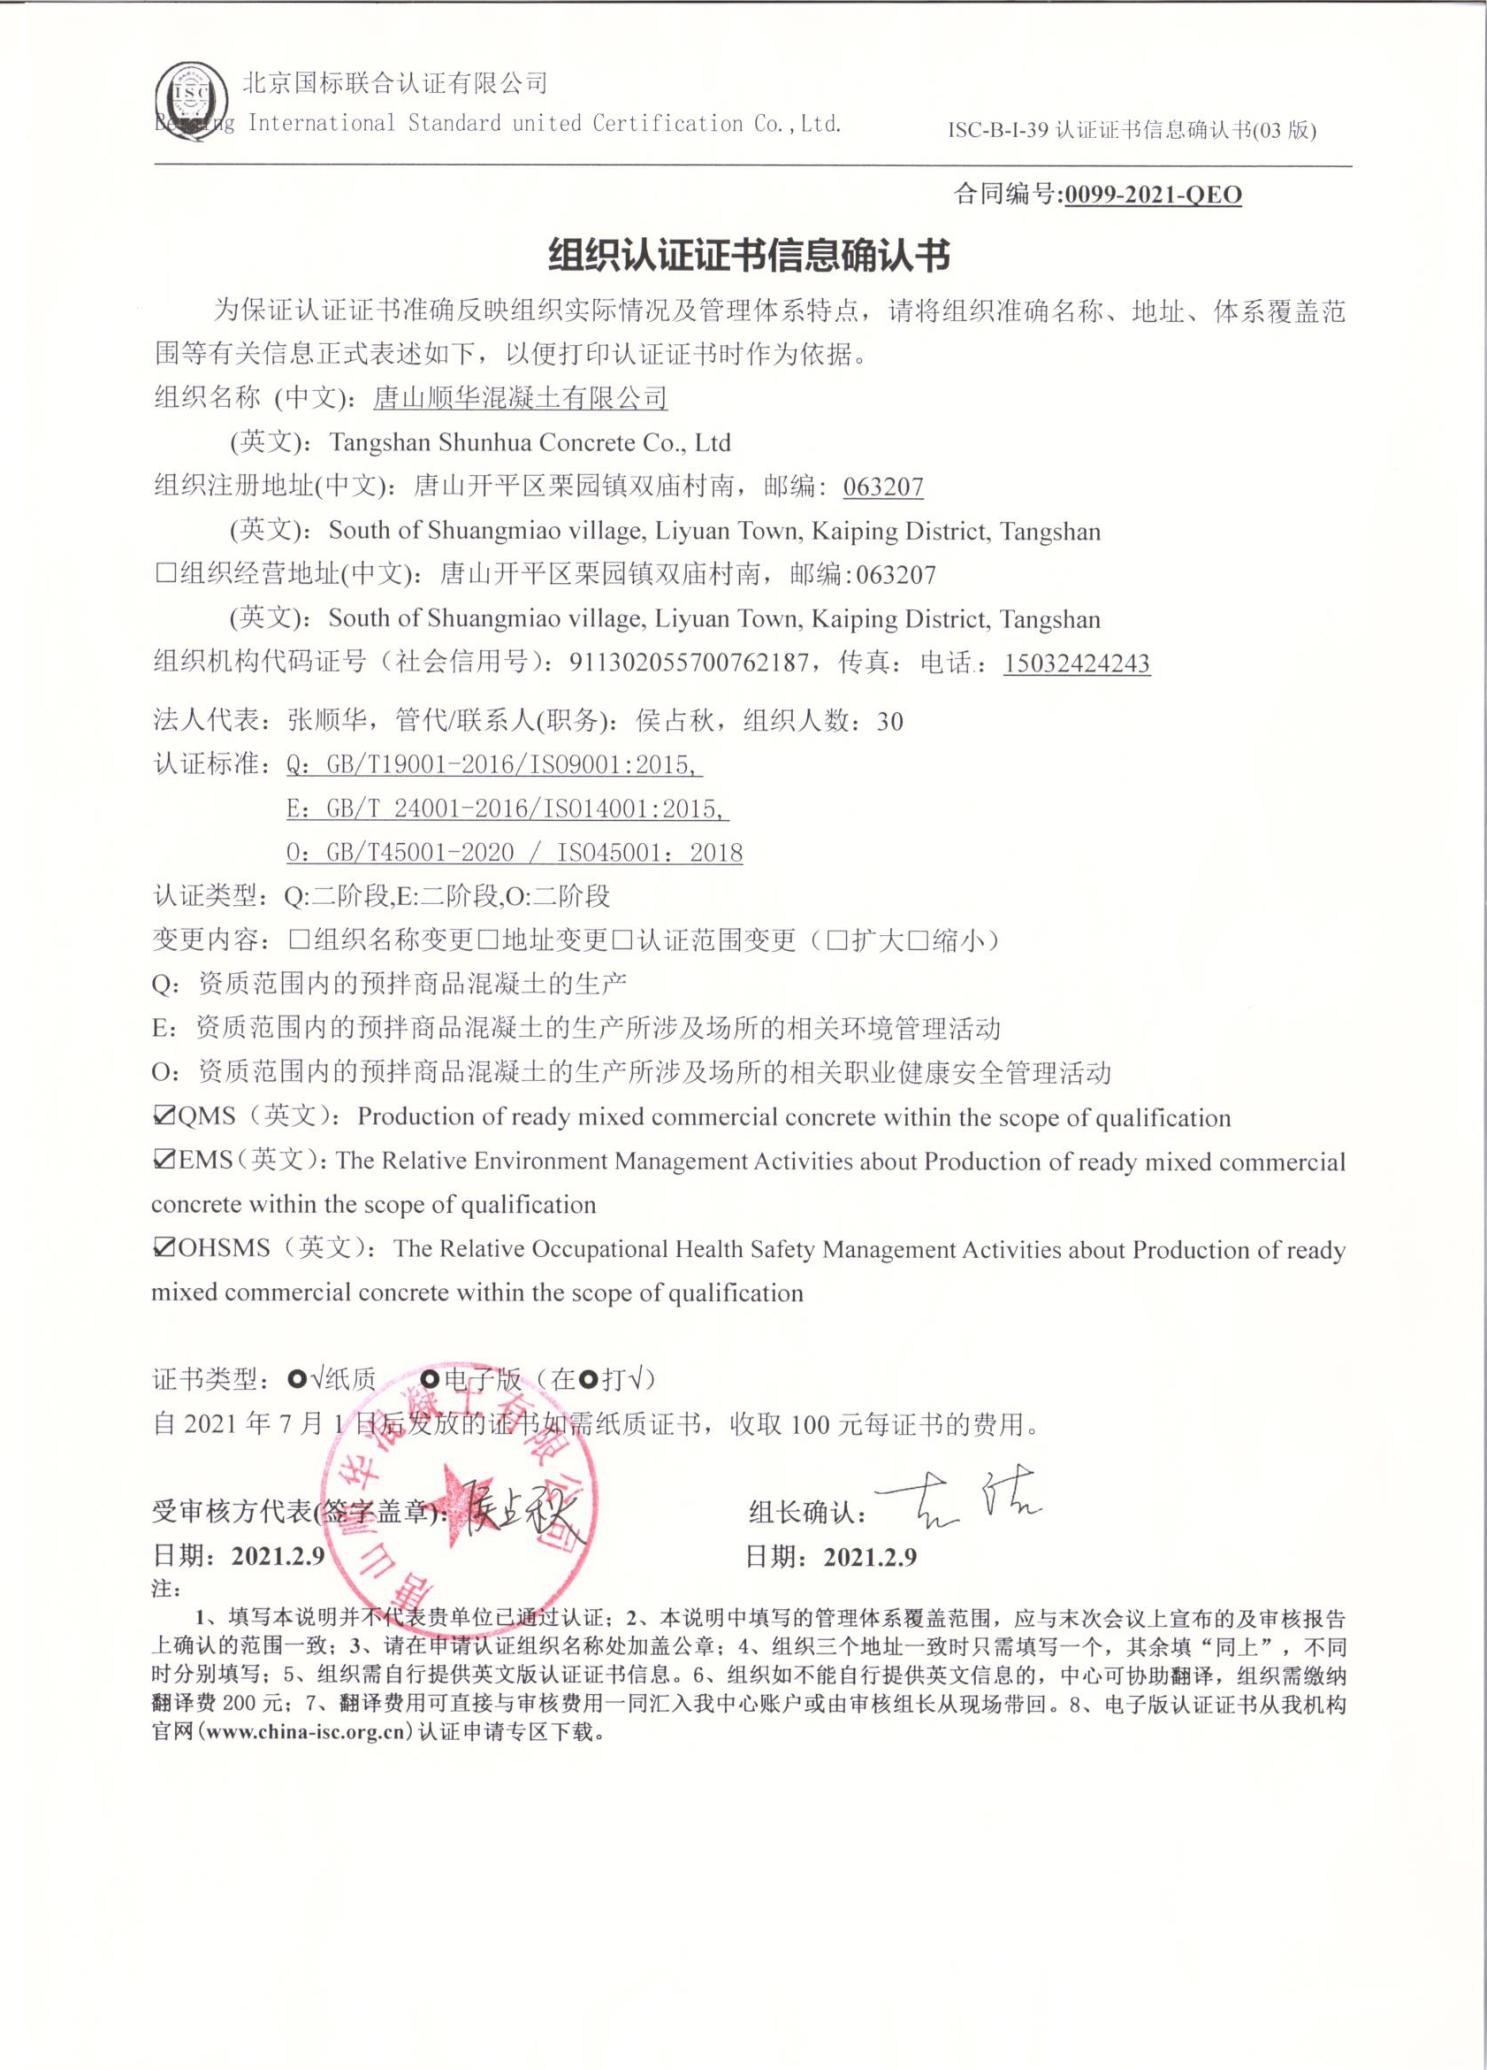 ISC
北京国标联合认证有限公司
Beijing International Standard united Certification Co.,Ltd.
ISC-B-I-39 认证证书信息确认书(03 版)
合同编号:0099-2021-QEO
组织认证证书信息确认书
为保证认证证书准确反映组织实际情况及管理体系特点，请将组织准确名称、地址、体系覆盖范
围等有关信息正式表述如下，以便打印认证证书时作为依据。
组织名称 (中文)：唐山顺华混凝土有限公司
(英文)：Tangshan Shunhua Concrete Co., Ltd
组织注册地址(中文)：唐山开平区栗园镇双庙村南，邮编: 063207
(英文)：South of Shuangmiao village, Liyuan Town, Kaiping District, Tangshan
□组织经营地址(中文)：唐山开平区栗园镇双庙村南，邮编:063207
(英文)：South of Shuangmiao village, Liyuan Town, Kaiping District, Tangshan
组织机构代码证号（社会信用号)：911302055700762187，传真：电话.：15032424243
法人代表：张顺华，管代/联系人(职务)：侯占秋，组织人数：30
认证标准：Q：GB/T19001-2016/ISO9001:2015,
E：GB/T 24001-2016/ISO14001:2015,
O：GB/T45001-2020 / ISO45001：2018
认证类型：Q:二阶段,E:二阶段,O:二阶段
变更内容：□组织名称变更□地址变更□认证范围变更（□扩大□缩小）
Q：资质范围内的预拌商品混凝土的生产
E：资质范围内的预拌商品混凝土的生产所涉及场所的相关环境管理活动
O：资质范围内的预拌商品混凝土的生产所涉及场所的相关职业健康安全管理活动
☑QMS（英文）：Production of ready mixed commercial concrete within the scope of qualification
☑EMS（英文）：The Relative Environment Management Activities about Production of ready mixed commercial
concrete within the scope of qualification
☑OHSMS（英文）：The Relative Occupational Health Safety Management Activities about Production of ready
mixed commercial concrete within the scope of qualification
证书类型：√纸质 电子版（在打√）
自 2021 年 7 月 1 日后发放的证书如需纸质证书，收取 100 元每证书的费用。
唐山顺华混凝土有限公司
受审核方代表(签字盖章)：侯占秋 组长确认：
日期：2021.2.9 日期：2021.2.9
注：
1、填写本说明并不代表贵单位已通过认证；2、本说明中填写的管理体系覆盖范围，应与末次会议上宣布的及审核报告
上确认的范围一致；3、请在申请认证组织名称处加盖公章；4、组织三个地址一致时只需填写一个，其余填“同上”，不同
时分别填写；5、组织需自行提供英文版认证证书信息。6、组织如不能自行提供英文信息的，中心可协助翻译，组织需缴纳
翻译费 200 元；7、翻译费用可直接与审核费用一同汇入我中心账户或由审核组长从现场带回。8、电子版认证证书从我机构
官网(www.china-isc.org.cn)认证申请专区下载。